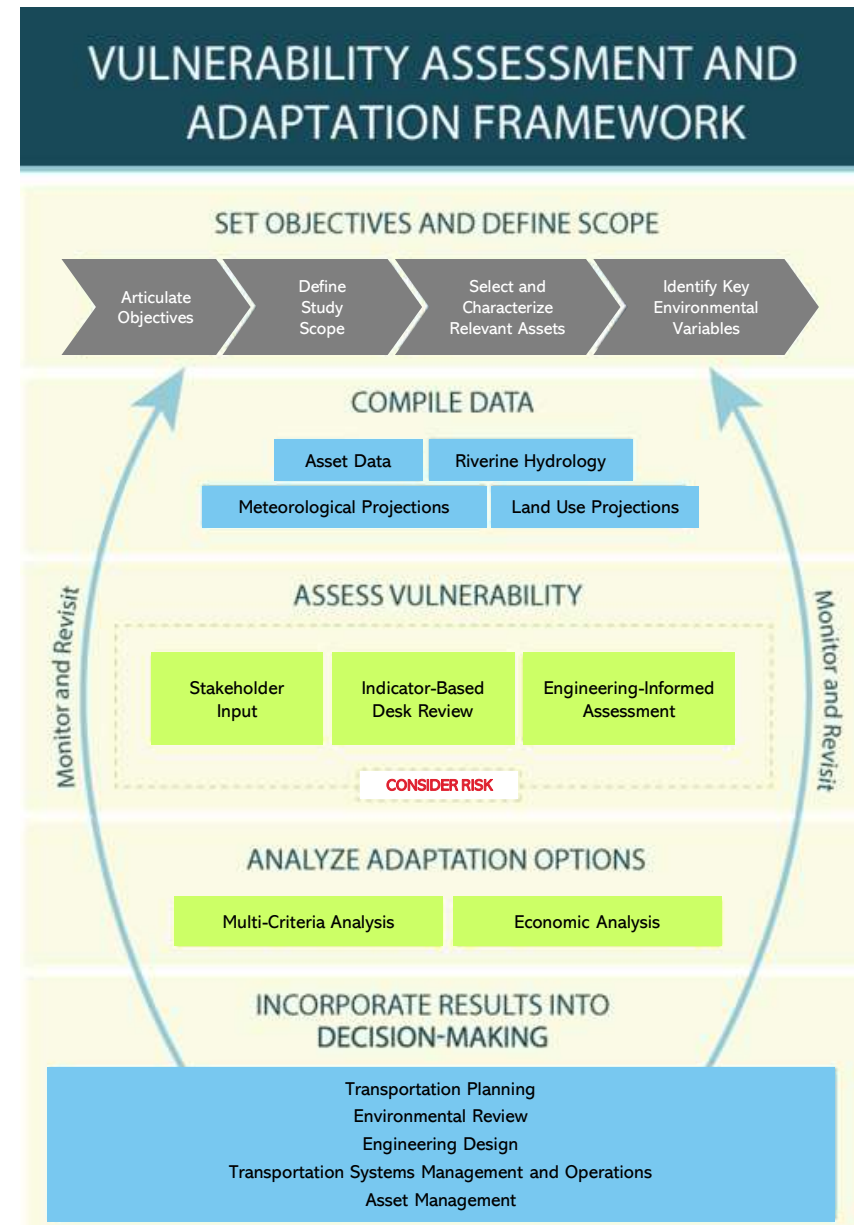 VULNERABILITY ASSESSMENT AND
ADAPTATION FRAMEWORK
SET OBJECTIVES AND DEFINE SCOPE
Articulate
Objectives
Define
Study
Scope
Select and
Characterize
Relevant Assets
Identify Key
Environmental
Variables
COMPILE DATA
Asset Data
Riverine Hydrology
Meteorological Projections
Land Use Projections
Monitor and Revisit
ASSESS VULNERABILITY
Stakeholder
Input
Indicator-Based
Desk Review
Engineering-Informed
Assessment
CONSIDER RISK
Monitor and Revisit
ANALYZE ADAPTATION OPTIONS
Multi-Criteria Analysis
Economic Analysis
INCORPORATE RESULTS INTO
DECISION-MAKING
Transportation Planning
Environmental Review
Engineering Design
Transportation Systems Management and Operations
Asset Management